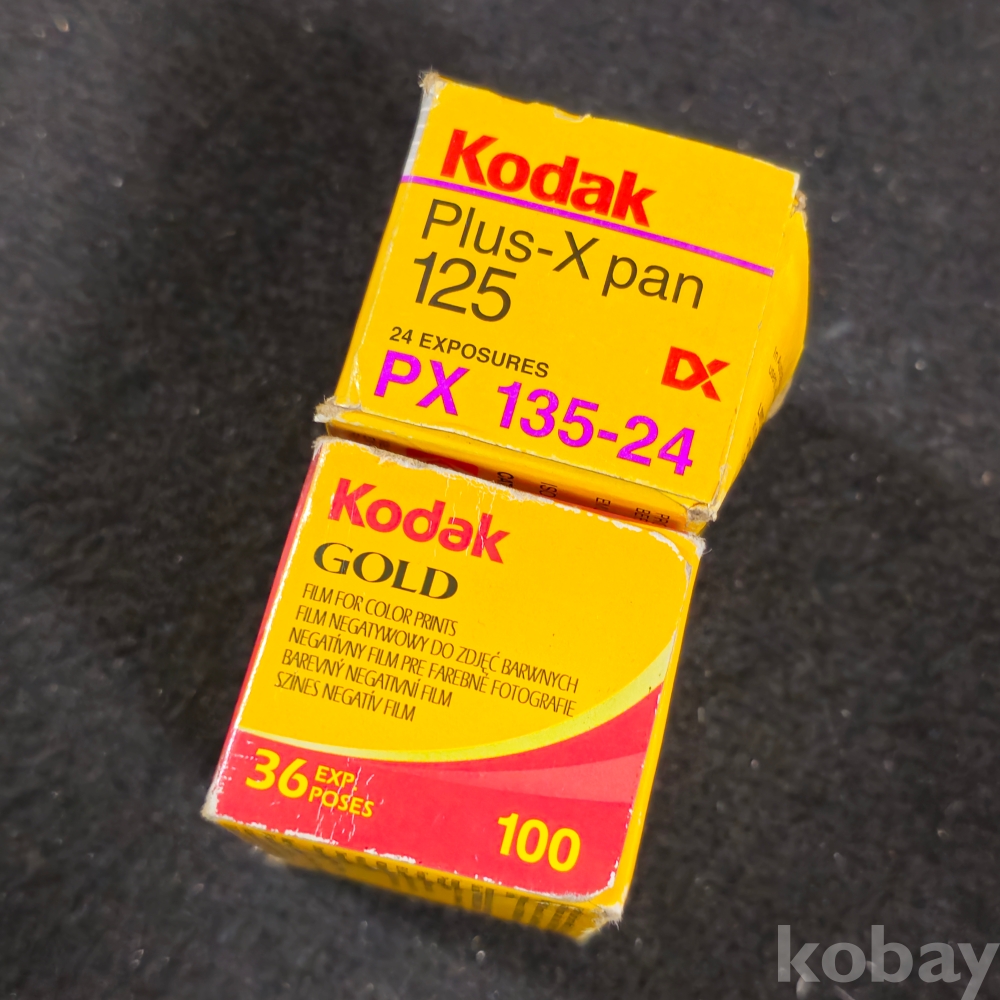 Kodak
Plus-X pan
125
24 EXPOSURES
DX
PX 135-24
Kodak
GOLD
FILM FOR COLOR PRINTS
FILM NEGATYWOWY DO ZDJĘĆ BARWNYCH
NEGATÍVNY FILM PRE FAREBNÉ FOTOGRAFIE
BAREVNÝ NEGATIVNÍ FILM
SZÍNES NEGATÍV FILM
36 EXP.
POSES
100
kobay